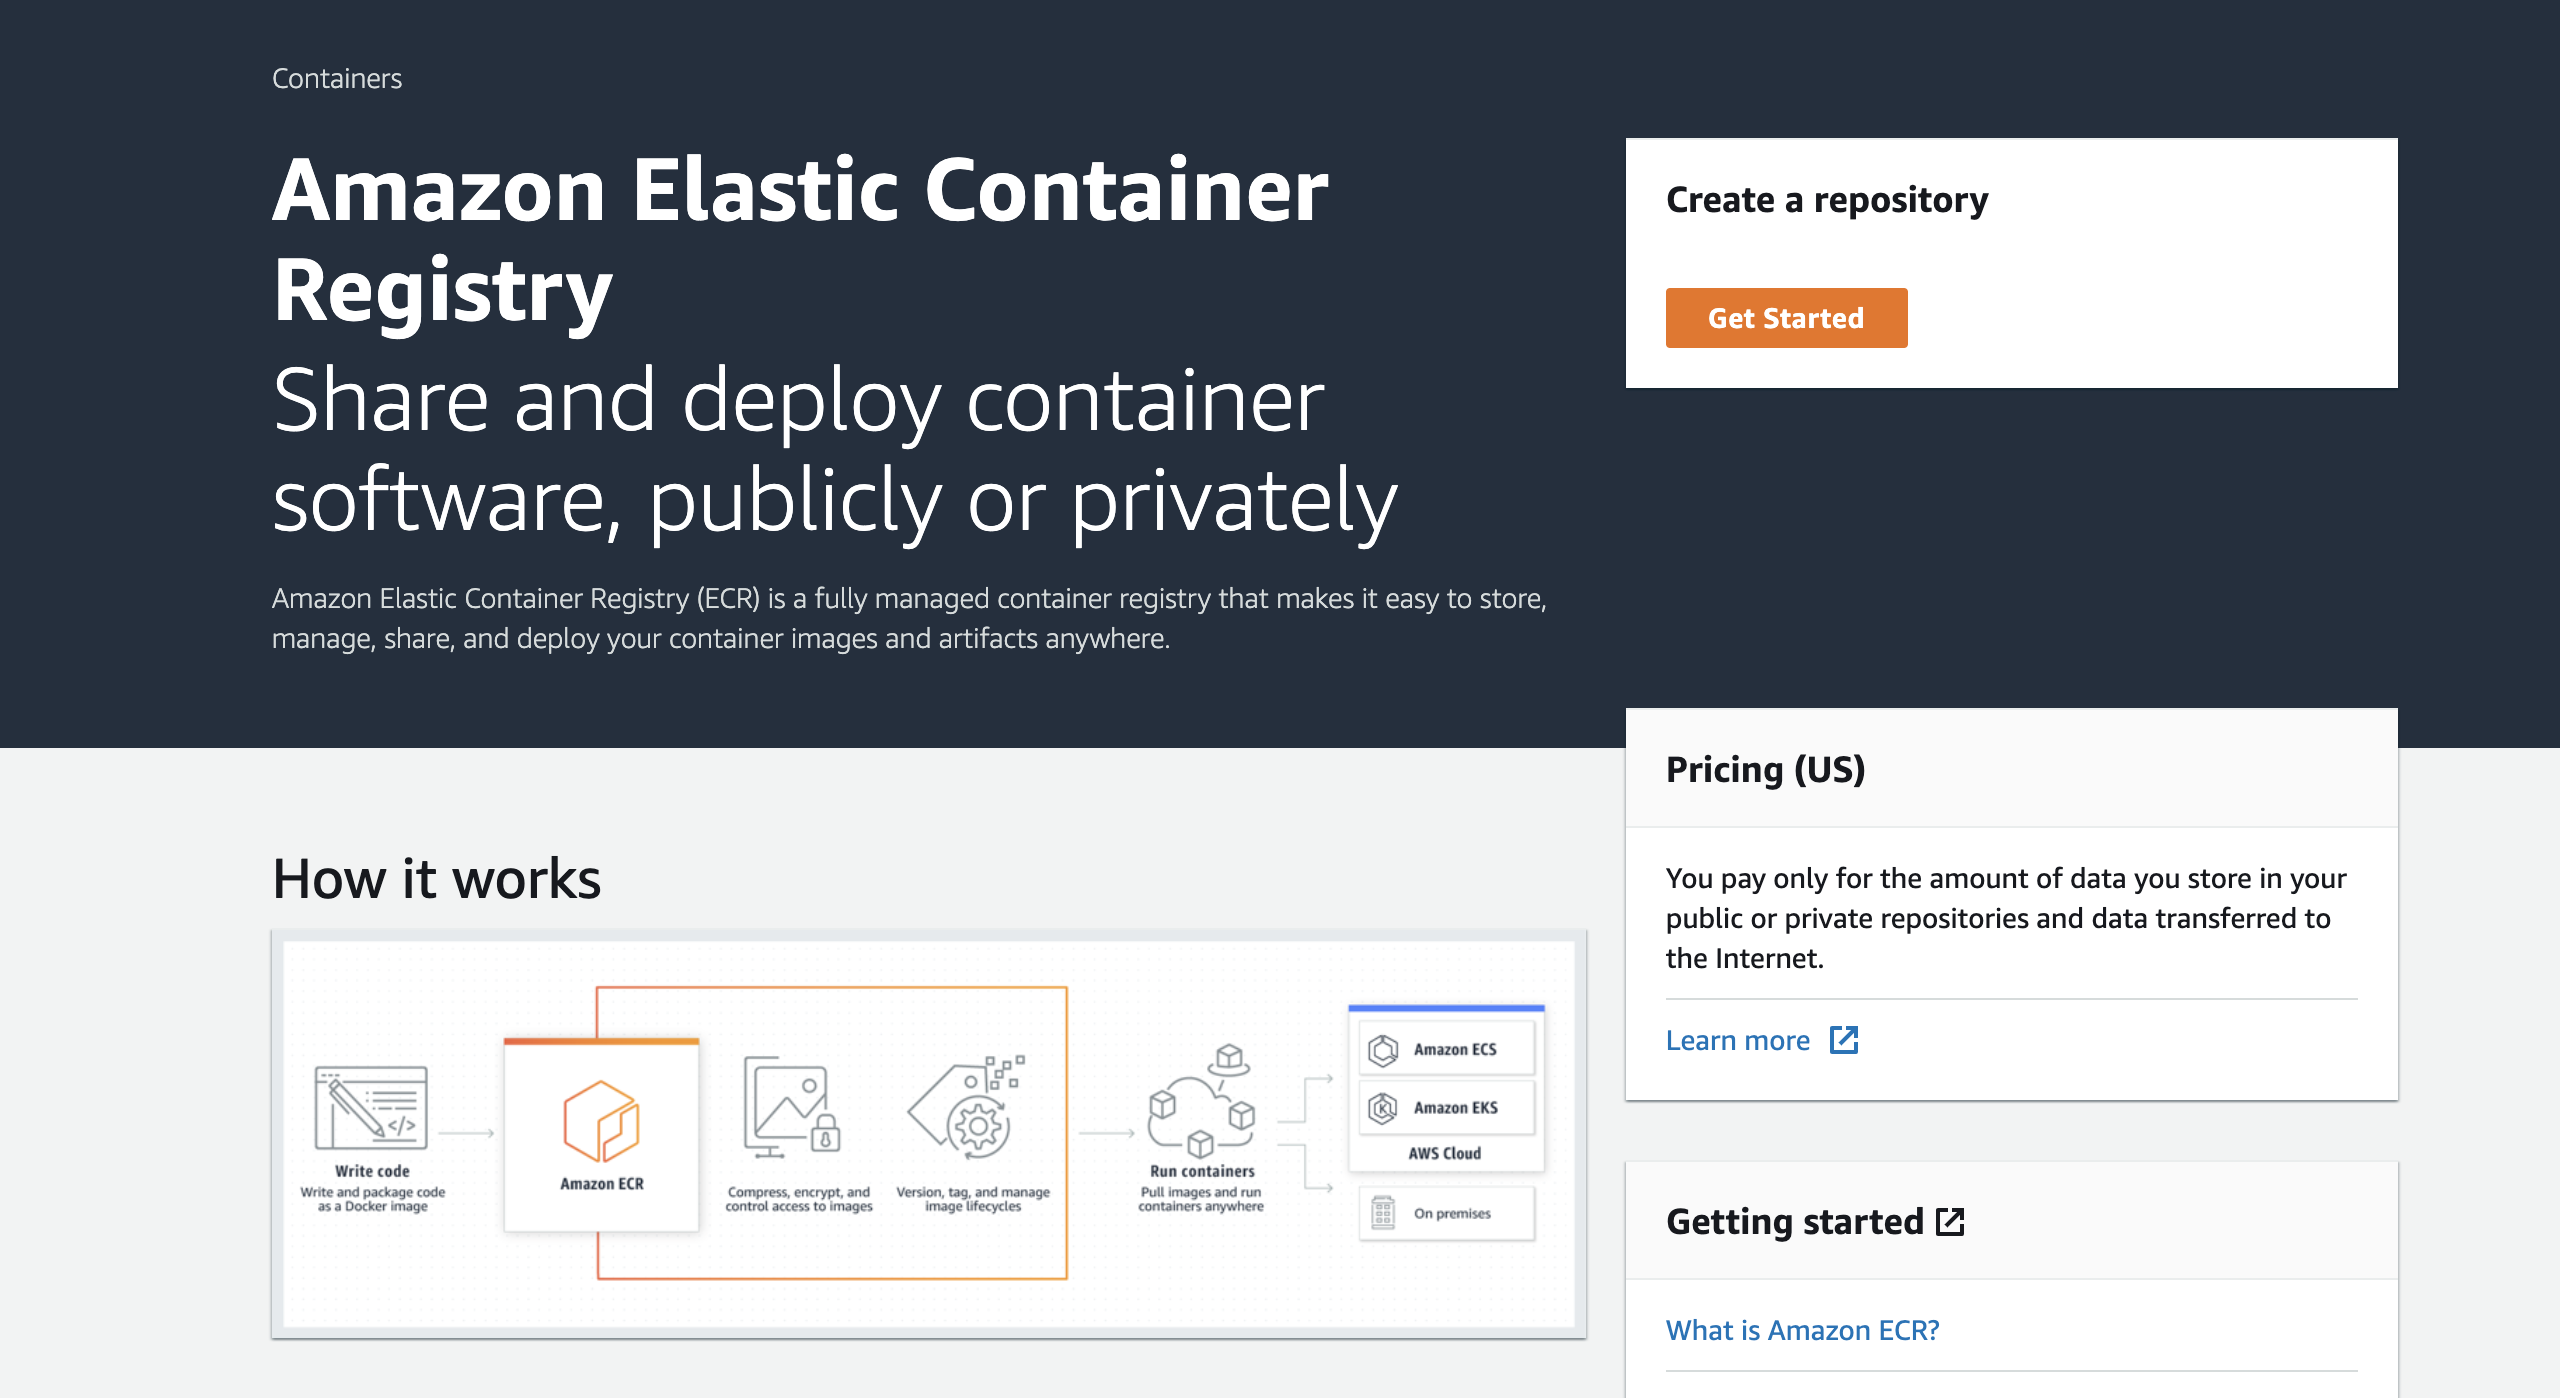 Containers
Amazon Elastic Container
Registry
Share and deploy container
software, publicly or privately
Amazon Elastic Container Registry (ECR) is a fully managed container registry that makes it easy to store,
manage, share, and deploy your container images and artifacts anywhere.
Create a repository
Get Started
Pricing (US)
You pay only for the amount of data you store in your
public or private repositories and data transferred to
the Internet.
Learn more
Getting started
What is Amazon ECR?
How it works
</>
Write code
Write and package code
as a Docker image
Amazon ECR
Compress, encrypt, and
control access to images
Version, tag, and manage
image lifecycles
Run containers
Pull images and run
containers anywhere
Amazon ECS
K
Amazon EKS
AWS Cloud
On premises